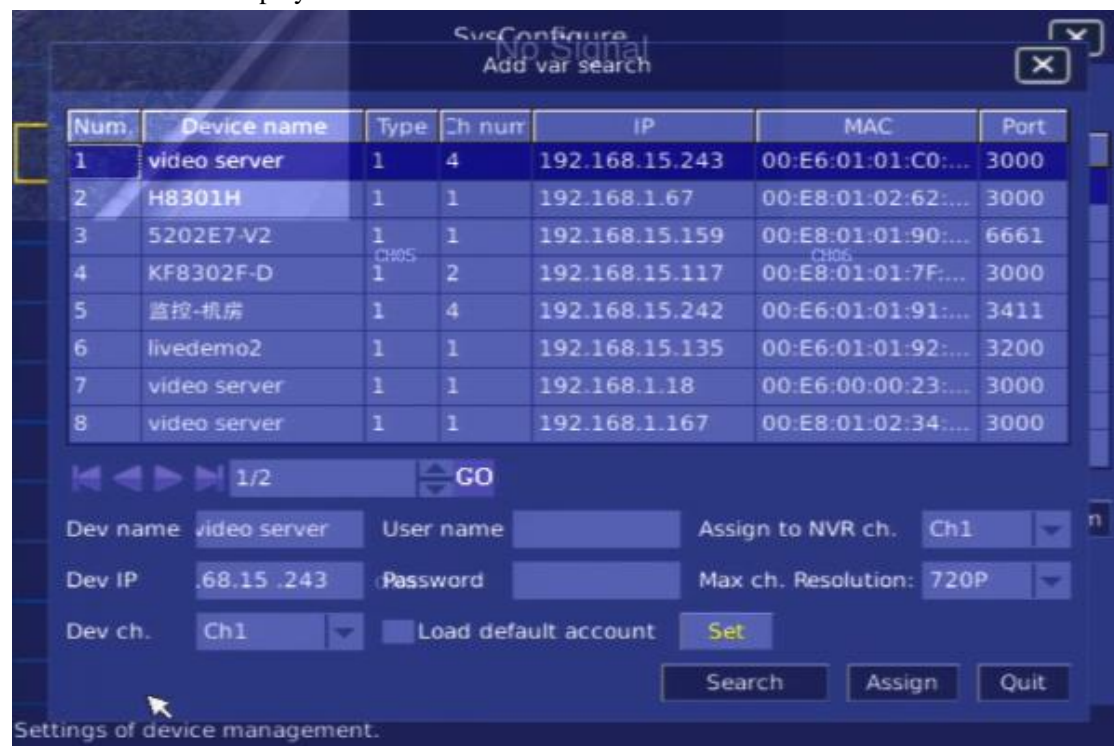 SysConfigure
No Signal
Add var search
Num. Device name Type Ch num IP MAC Port
1 video server 1 4 192.168.15.243 00:E6:01:01:C0:... 3000
2 H8301H 1 1 192.168.1.67 00:E8:01:02:62:... 3000
3 5202E7-V2 1 1 192.168.15.159 00:E8:01:01:90:... 6661
CH05 CH06
4 KF8302F-D 1 2 192.168.15.117 00:E8:01:01:7F:... 3000
5 监控-机房 1 4 192.168.15.242 00:E6:01:01:91:... 3411
6 livedemo2 1 1 192.168.15.135 00:E6:01:01:92:... 3200
7 video server 1 1 192.168.1.18 00:E6:00:00:23:... 3000
8 video server 1 1 192.168.1.167 00:E8:01:02:34:... 3000
1/2 GO
Dev name video server User name Assign to NVR ch. Ch1
Dev IP .68.15 .243 Password Max ch. Resolution: 720P
Dev ch. Ch1 Load default account Set
Search Assign Quit
Settings of device management.